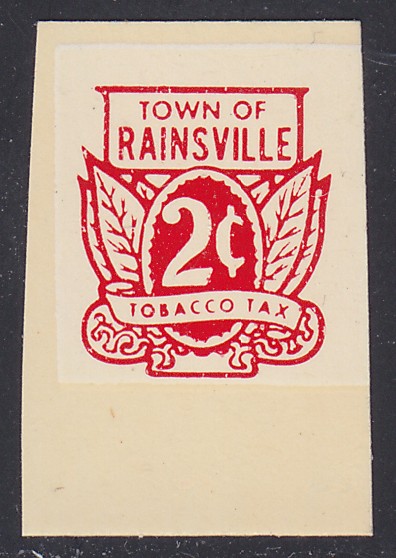 TOWN OF
RAINSVILLE
2¢
TOBACCO TAX